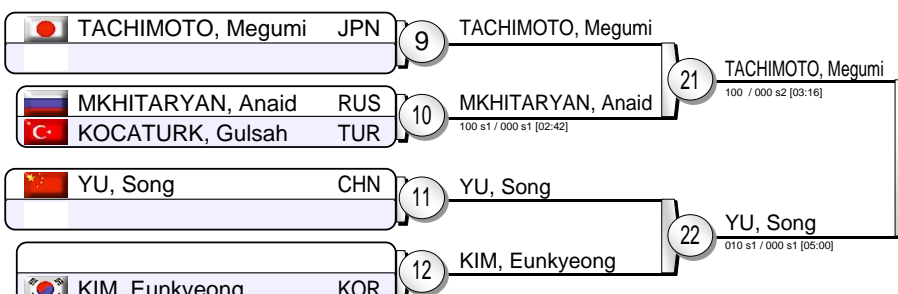 TACHIMOTO, Megumi JPN
9
TACHIMOTO, Megumi
21
TACHIMOTO, Megumi
100 / 000 s2 [03:16]
MKHITARYAN, Anaid RUS
KOCATURK, Gulsah TUR
10
MKHITARYAN, Anaid
100 s1 / 000 s1 [02:42]
YU, Song CHN
11
YU, Song
22
YU, Song
010 s1 / 000 s1 [05:00]
12
KIM, Eunkyeong
KIM, Eunkyeong KOR